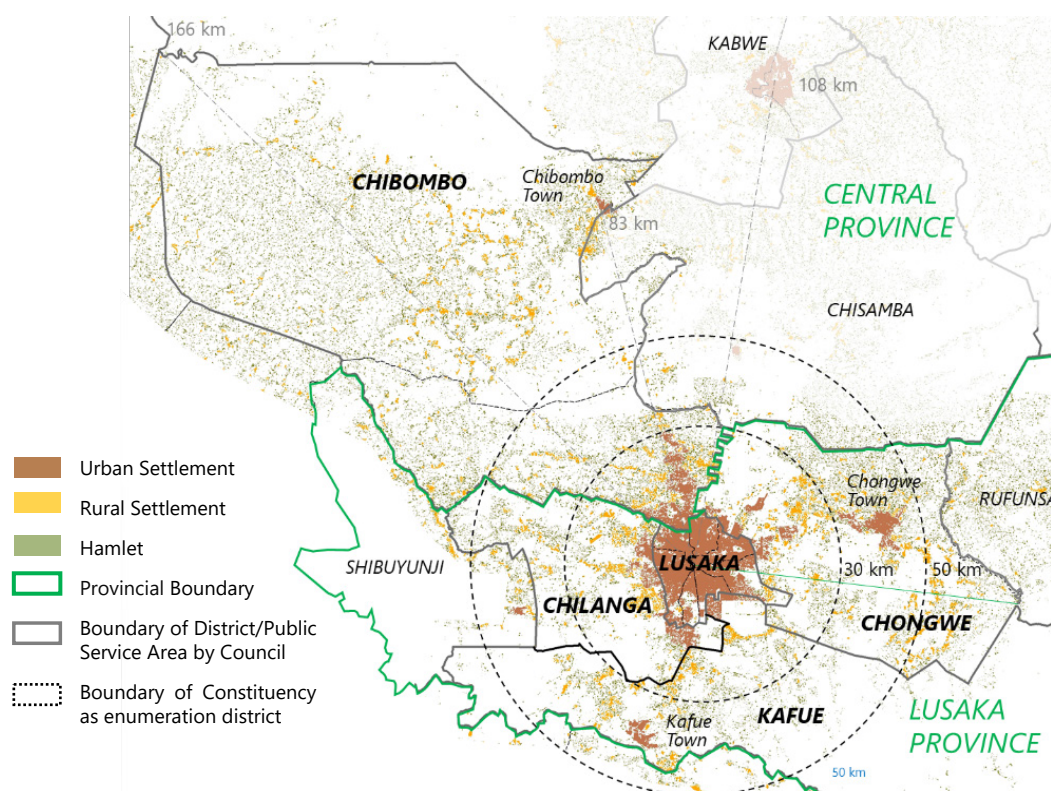 166 km
KABWE
108 km
CHIBOMBO
Chibombo
Town
83 km
CENTRAL
PROVINCE
CHISAMBA
Chongwe
Town
RUFUNSA
Urban Settlement
Rural Settlement
Hamlet
Provincial Boundary
Boundary of District/Public
Service Area by Council
Boundary of Constituency
as enumeration district
SHIBUYUNJI
LUSAKA
30 km
50 km
CHILANGA
CHONGWE
KAFUE
Kafue
Town
LUSAKA
PROVINCE
50 km